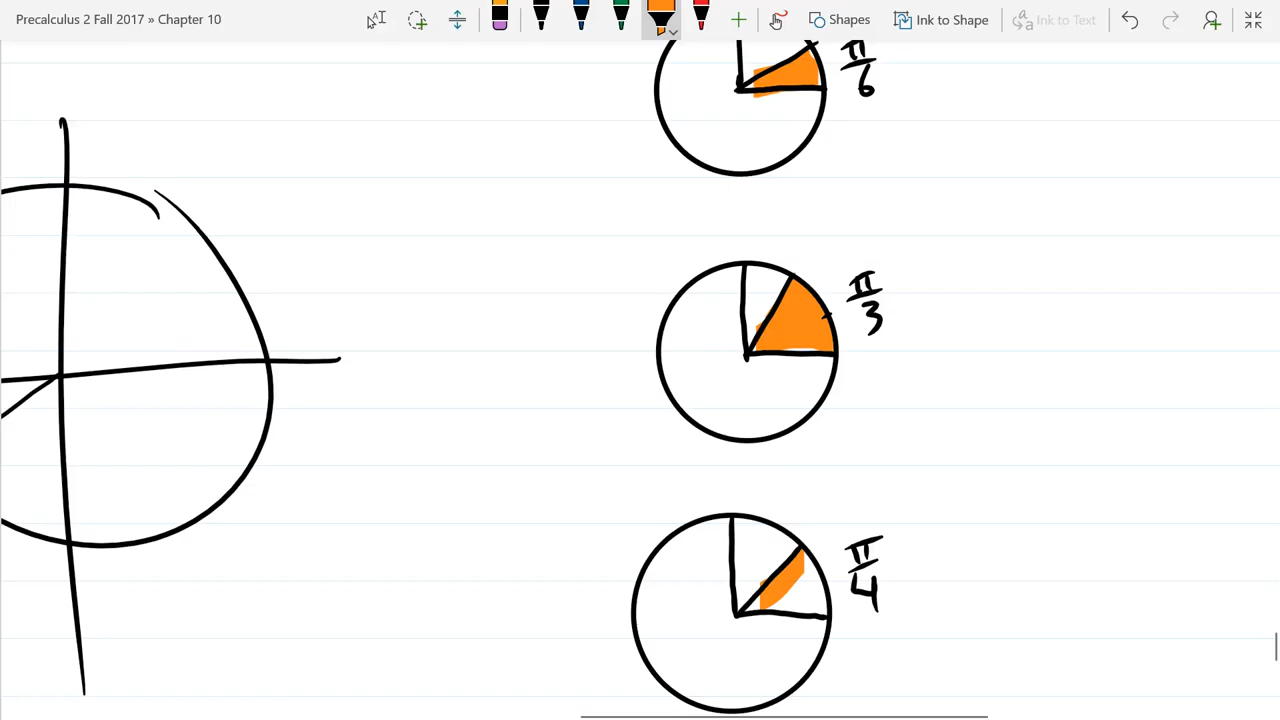 Precalculus 2 Fall 2017 » Chapter 10
Shapes
Ink to Shape
Ink to Text
π
6
π
3
π
4